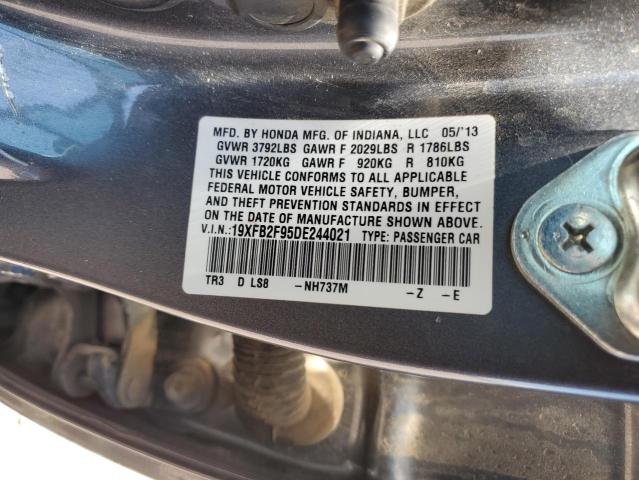 MFD. BY HONDA MFG. OF INDIANA, LLC 05/'13
GVWR 3792LBS GAWR F 2029LBS R 1786LBS
GVWR 1720KG GAWR F 920KG R 810KG
THIS VEHICLE CONFORMS TO ALL APPLICABLE
FEDERAL MOTOR VEHICLE SAFETY, BUMPER,
AND THEFT PREVENTION STANDARDS IN EFFECT
ON THE DATE OF MANUFACTURE SHOWN ABOVE.
V.I.N.:19XFB2F95DE244021 TYPE: PASSENGER CAR
TR3 D LS8 -NH737M -Z -E